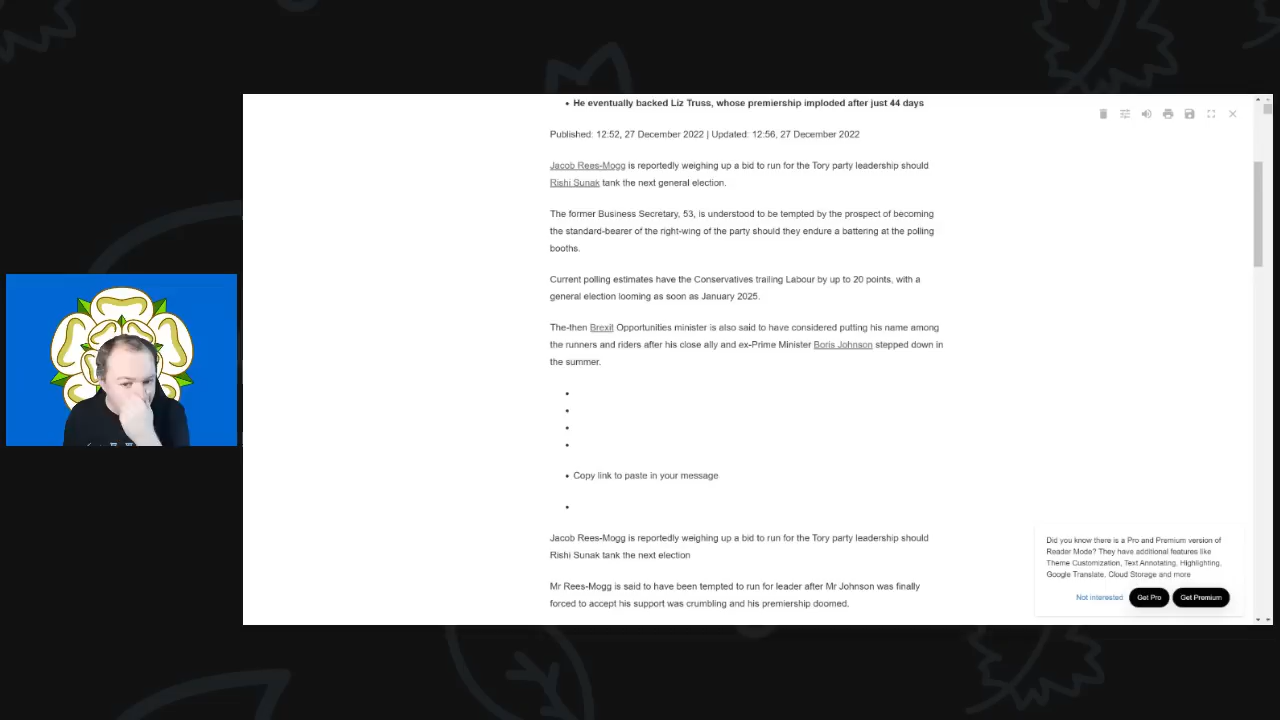 He eventually backed Liz Truss, whose premiership imploded after just 44 days
Published: 12:52, 27 December 2022 | Updated: 12:56, 27 December 2022
Jacob Rees-Mogg is reportedly weighing up a bid to run for the Tory party leadership should
Rishi Sunak tank the next general election.
The former Business Secretary, 53, is understood to be tempted by the prospect of becoming
the standard-bearer of the right-wing of the party should they endure a battering at the polling
booths.
Current polling estimates have the Conservatives trailing Labour by up to 20 points, with a
general election looming as soon as January 2025.
The-then Brexit Opportunities minister is also said to have considered putting his name among
the runners and riders after his close ally and ex-Prime Minister Boris Johnson stepped down in
the summer.
Copy link to paste in your message
Jacob Rees-Mogg is reportedly weighing up a bid to run for the Tory party leadership should
Rishi Sunak tank the next election
Mr Rees-Mogg is said to have been tempted to run for leader after Mr Johnson was finally
forced to accept his support was crumbling and his premiership doomed.
Did you know there is a Pro and Premium version of
Reader Mode? They have additional features like
Theme Customization, Text Annotating, Highlighting,
Google Translate, Cloud Storage and more
Not interested Get Pro Get Premium